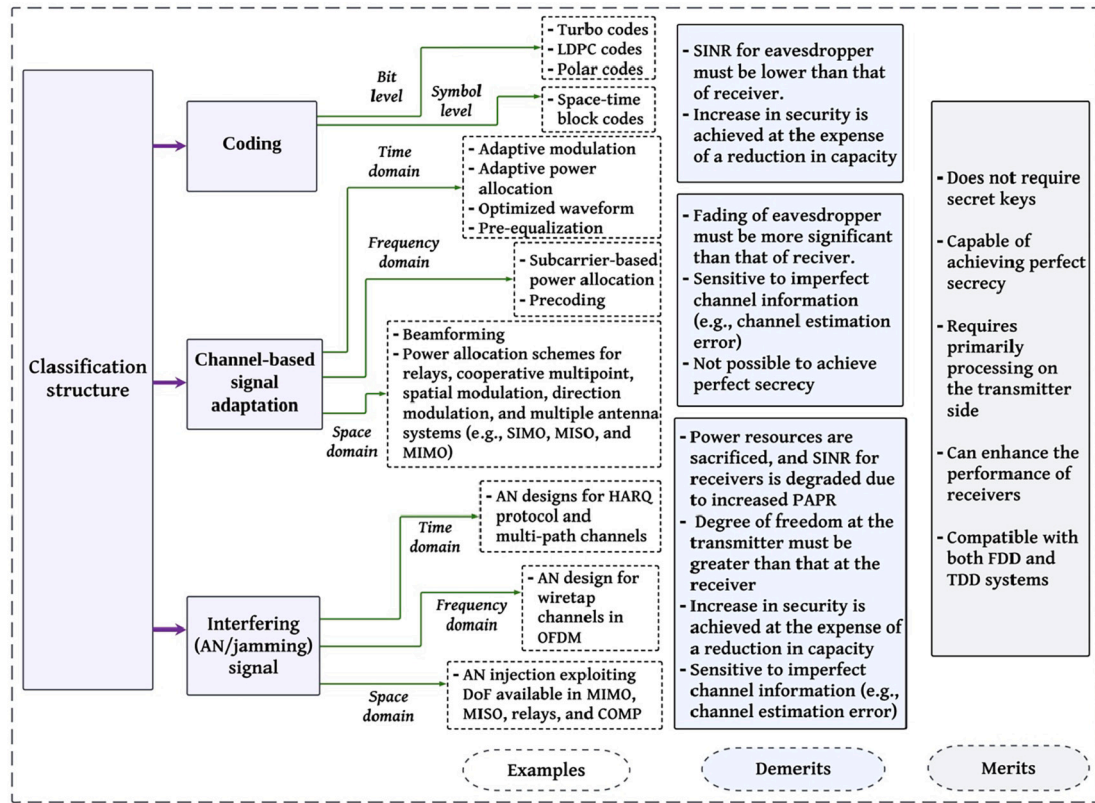 Classification
structure
Coding
Bit
level
Symbol
level
- Turbo codes
- LDPC codes
- Polar codes
- Space-time
block codes
- SINR for eavesdropper
must be lower than that
of receiver.
- Increase in security is
achieved at the expense
of a reduction in capacity
Channel-based
signal
adaptation
Time
domain
- Adaptive modulation
- Adaptive power
allocation
- Optimized waveform
- Pre-equalization
Frequency
domain
- Subcarrier-based
power allocation
- Precoding
Space
domain
- Beamforming
- Power allocation schemes for
relays, cooperative multipoint,
spatial modulation, direction
modulation, and multiple antenna
systems (e.g., SIMO, MISO, and
MIMO)
- Fading of eavesdropper
must be more significant
than that of reciver.
- Sensitive to imperfect
channel information
(e.g., channel estimation
error)
- Not possible to achieve
perfect secrecy
Interfering
(AN/jamming)
signal
Time
domain
- AN designs for HARQ
protocol and
multi-path channels
Frequency
domain
- AN design for
wiretap
channels in
OFDM
Space
domain
- AN injection exploiting
DoF available in MIMO,
MISO, relays, and COMP
- Power resources are
sacrificed, and SINR for
receivers is degraded due
to increased PAPR
- Degree of freedom at the
transmitter must be
greater than that at the
receiver
- Increase in security is
achieved at the expense of
a reduction in capacity
- Sensitive to imperfect
channel information (e.g.,
channel estimation error)
- Does not require
secret keys
- Capable of
achieving perfect
secrecy
- Requires
primarily
processing on
the transmitter
side
- Can enhance the
performance of
receivers
- Compatible with
both FDD and
TDD systems
Examples
Demerits
Merits